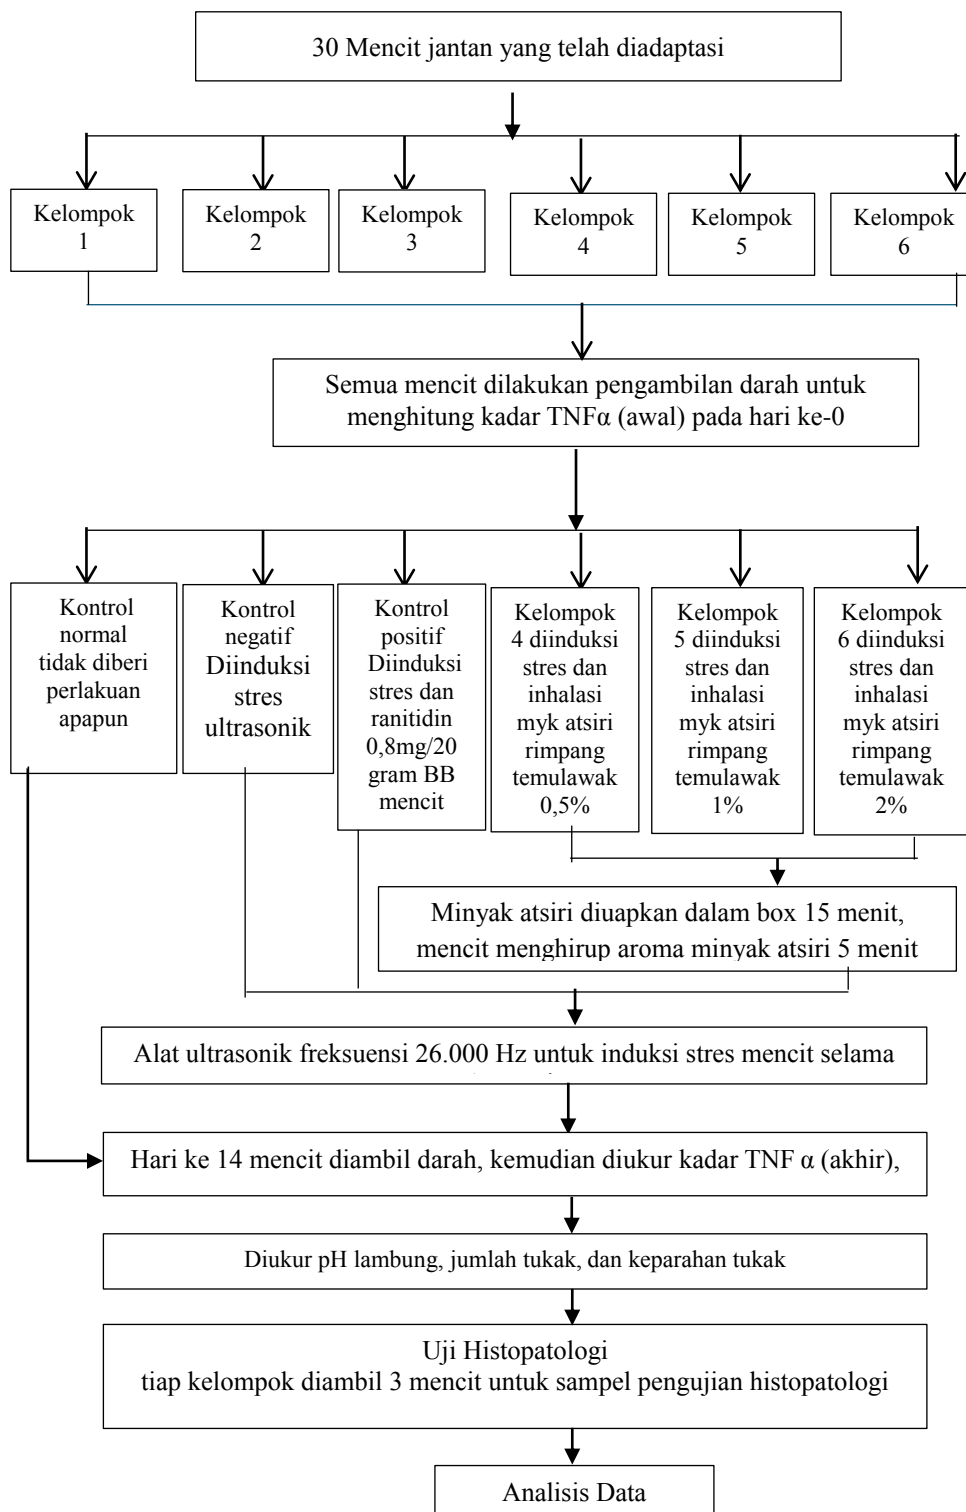 30 Mencit jantan yang telah diadaptasi
Kelompok
1
Kelompok
2
Kelompok
3
Kelompok
4
Kelompok
5
Kelompok
6
Semua mencit dilakukan pengambilan darah untuk
menghitung kadar TNFα (awal) pada hari ke-0
Kontrol
normal
tidak diberi
perlakuan
apapun
Kontrol
negatif
Diinduksi
stres
ultrasonik
Kontrol
positif
Diinduksi
stres dan
ranitidin
0,8mg/20
gram BB
mencit
Kelompok
4 diinduksi
stres dan
inhalasi
myk atsiri
rimpang
temulawak
0,5%
Kelompok
5 diinduksi
stres dan
inhalasi
myk atsiri
rimpang
temulawak
1%
Kelompok
6 diinduksi
stres dan
inhalasi
myk atsiri
rimpang
temulawak
2%
Minyak atsiri diuapkan dalam box 15 menit,
mencit menghirup aroma minyak atsiri 5 menit
Alat ultrasonik freksuensi 26.000 Hz untuk induksi stres mencit selama
Hari ke 14 mencit diambil darah, kemudian diukur kadar TNF α (akhir),
Diukur pH lambung, jumlah tukak, dan keparahan tukak
Uji Histopatologi
tiap kelompok diambil 3 mencit untuk sampel pengujian histopatologi
Analisis Data